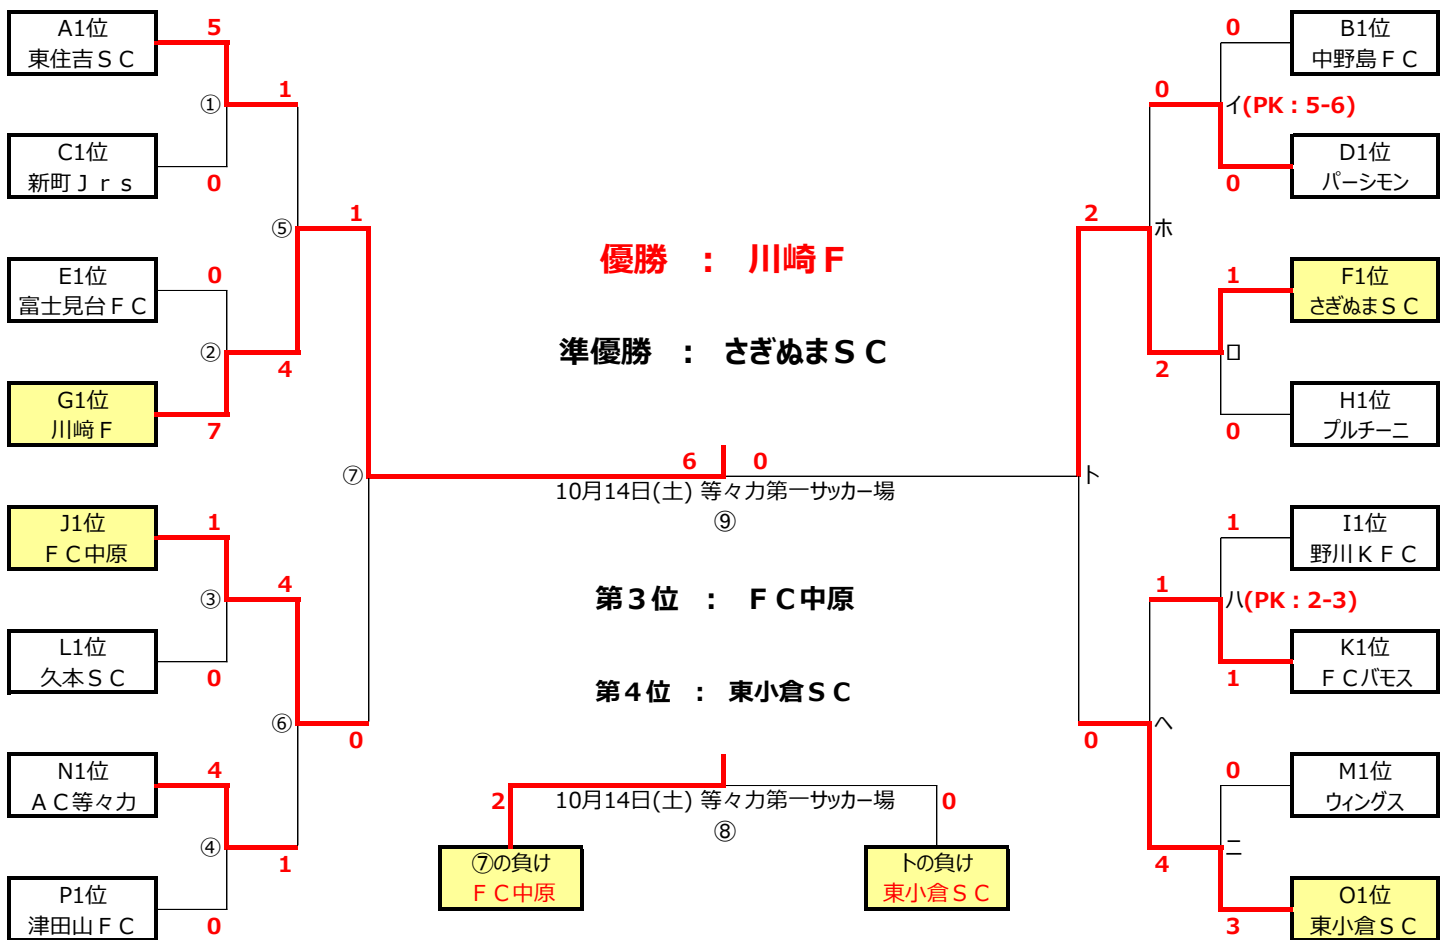 A1位
東住吉ＳＣ
5
①
1
C1位
新町Ｊｒｓ
0
⑤
1
E1位
富士見台ＦＣ
0
②
4
G1位
川崎Ｆ
7
⑦
J1位
ＦＣ中原
1
③
4
L1位
久本ＳＣ
0
⑥
0
N1位
ＡＣ等々力
4
④
1
P1位
津田山ＦＣ
0
優勝 ： 川崎Ｆ
準優勝 ： さぎぬまＳＣ
6 0
10月14日(土) 等々力第一サッカー場
⑨
第３位 ： ＦＣ中原
第４位 ： 東小倉ＳＣ
2
10月14日(土) 等々力第一サッカー場
0
⑧
⑦の負け
ＦＣ中原
トの負け
東小倉ＳＣ
B1位
中野島ＦＣ
0
0
イ(PK：5-6)
D1位
パーシモン
0
2
ホ
F1位
さぎぬまＳＣ
1
2
ロ
H1位
プルチーニ
0
ト
I1位
野川ＫＦＣ
1
1
ハ(PK：2-3)
K1位
ＦＣバモス
1
0
ヘ
M1位
ウィングス
0
4
ニ
O1位
東小倉ＳＣ
3